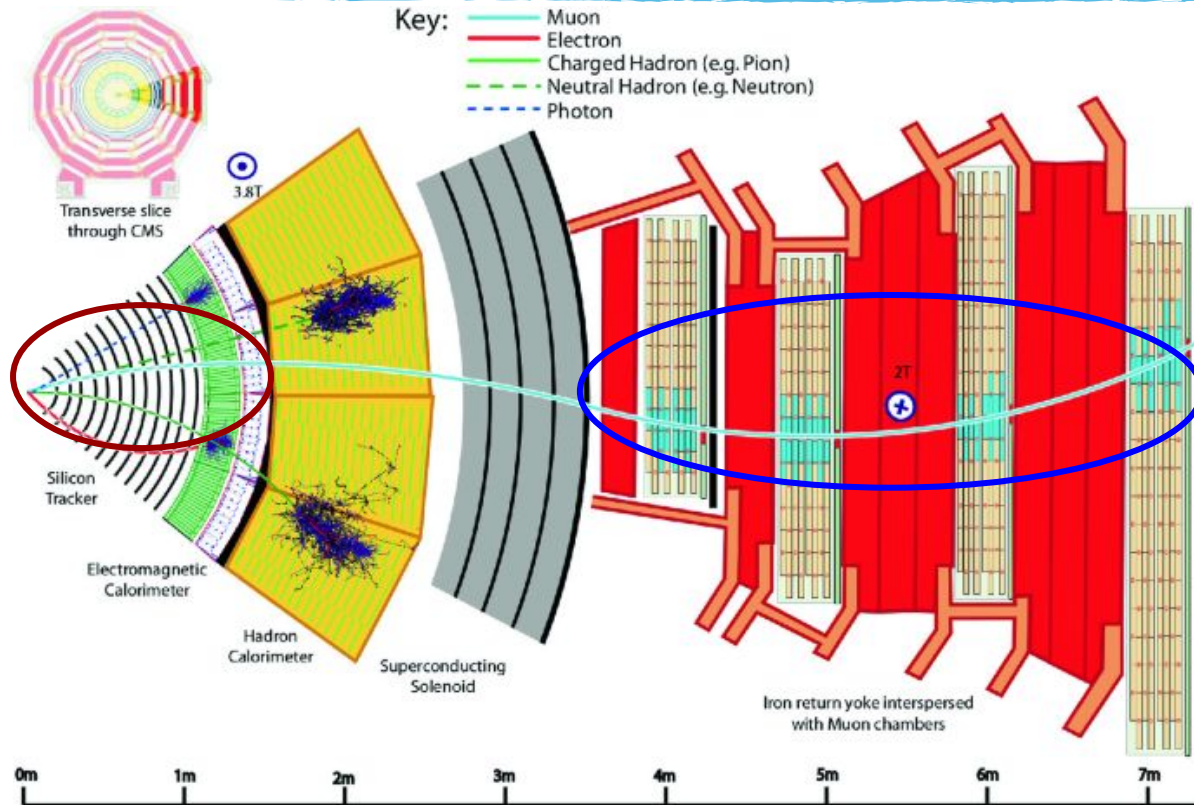 Key:
Muon
Electron
Charged Hadron (e.g. Pion)
Neutral Hadron (e.g. Neutron)
Photon
Transverse slice
through CMS
3.8T
2T
Silicon
Tracker
Electromagnetic
Calorimeter
Hadron
Calorimeter
Superconducting
Solenoid
Iron return yoke interspersed
with Muon chambers
0m
1m
2m
3m
4m
5m
6m
7m